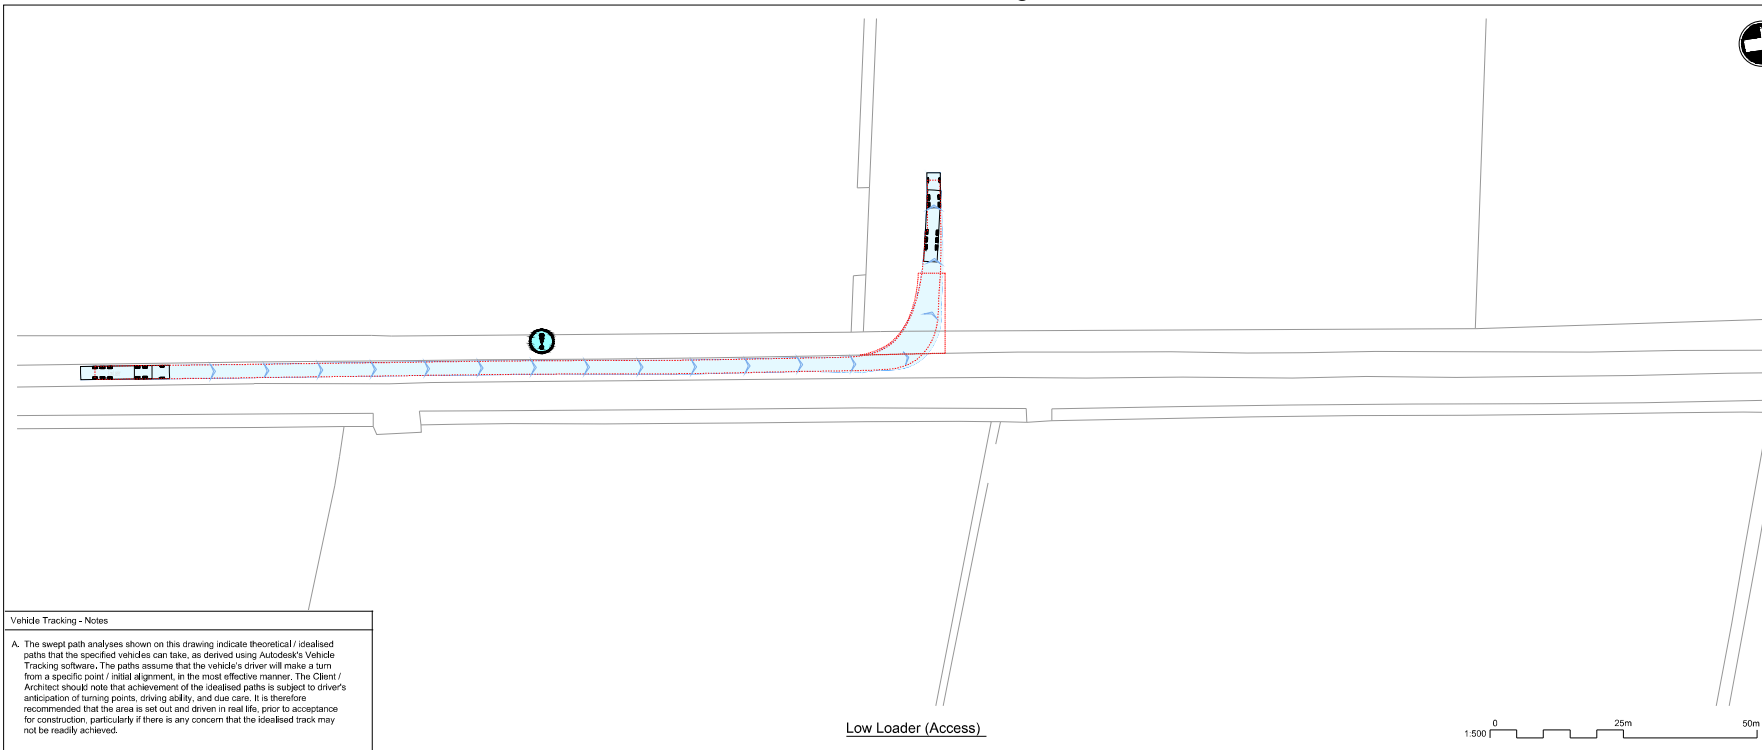 Vehicle Tracking - Notes
A. The swept path analyses shown on this drawing indicate theoretical / idealised
paths that the specified vehicles can take, as derived using Autodesk's Vehicle
Tracking software. The paths assume that the vehicle's driver will make a turn
from a specific point / initial alignment, in the most effective manner. The Client /
Architect should note that achievement of the idealised paths is subject to driver's
anticipation of turning points, driving ability, and due care. It is therefore
recommended that the area is set out and driven in real life, prior to acceptance
for construction, particularly if there is any concern that the idealised track may
not be readily achieved.
Low Loader (Access)
0 25m 50m
1:500